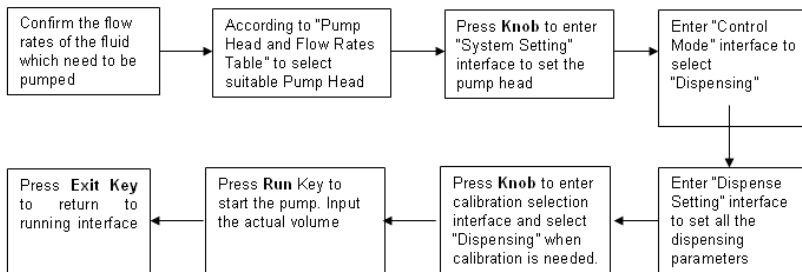 Confirm the flow
rates of the fluid
which need to be
pumped
According to "Pump
Head and Flow Rates
Table" to select
suitable Pump Head
Press Knob to enter
"System Setting"
interface to set the
pump head
Enter "Control
Mode" interface to
select
"Dispensing"
Enter "Dispense
Setting" interface
to set all the
dispensing
parameters
Press Knob to enter
calibration selection
interface and select
"Dispensing" when
calibration is needed.
Press Run Key to
start the pump. Input
the actual volume
Press Exit Key
to return to
running interface